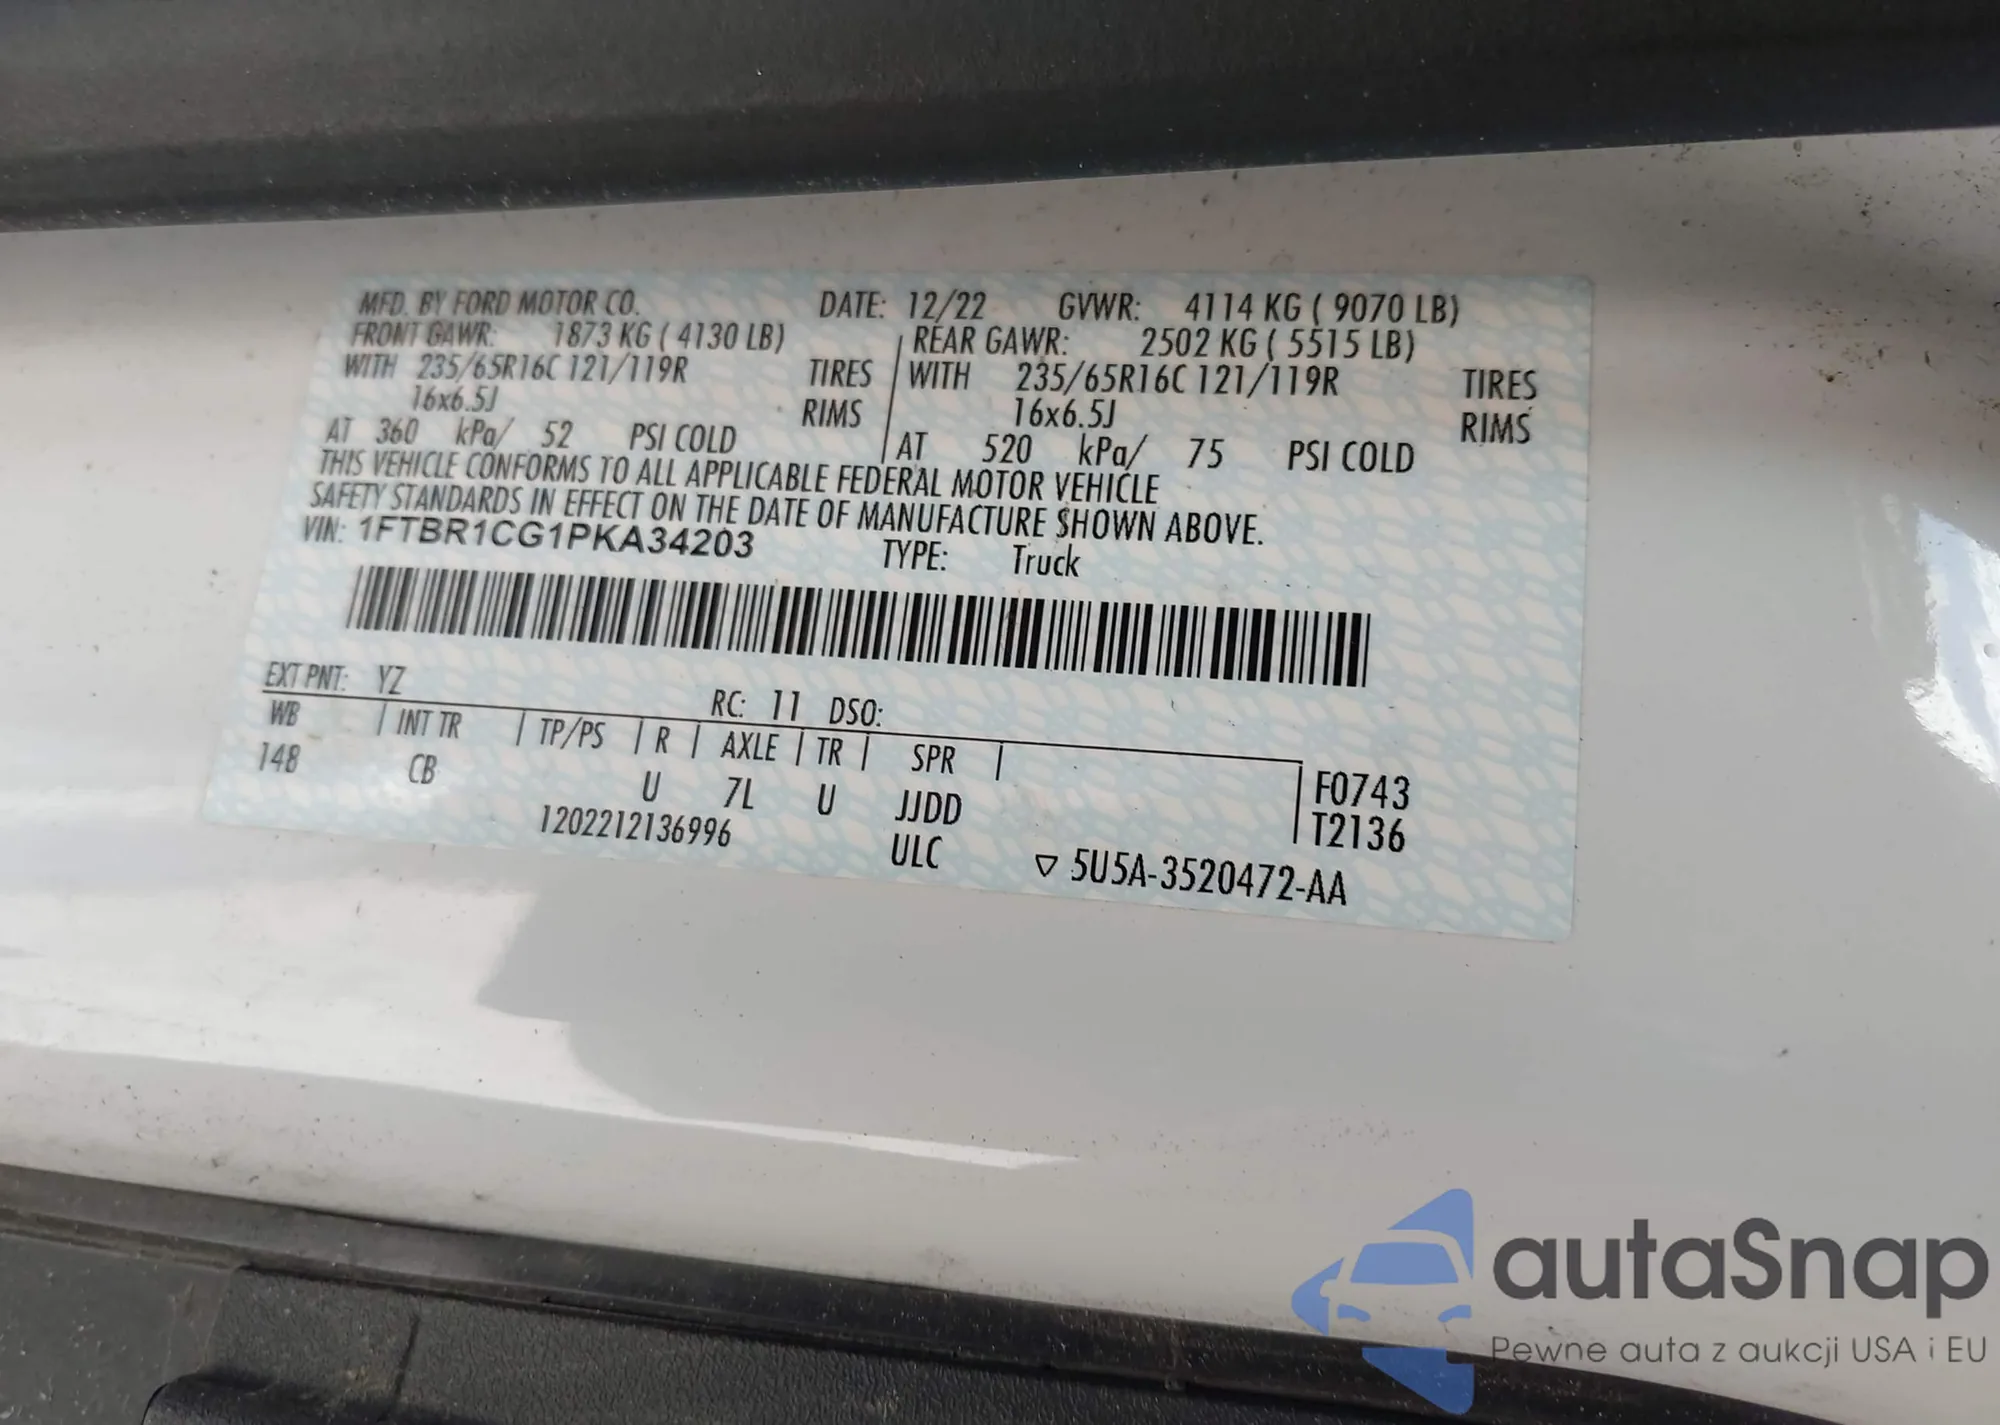 MFD. BY FORD MOTOR CO. DATE: 12/22 GVWR: 4114 KG ( 9070 LB)
FRONT GAWR: 1873 KG ( 4130 LB) REAR GAWR: 2502 KG ( 5515 LB)
WITH 235/65R16C 121/119R TIRES WITH 235/65R16C 121/119R TIRES
16x6.5J RIMS 16x6.5J RIMS
AT 360 kPa/ 52 PSI COLD AT 520 kPa/ 75 PSI COLD
THIS VEHICLE CONFORMS TO ALL APPLICABLE FEDERAL MOTOR VEHICLE
SAFETY STANDARDS IN EFFECT ON THE DATE OF MANUFACTURE SHOWN ABOVE.
VIN: 1FTBR1CG1PKA34203 TYPE: Truck
EXT PNT: YZ RC: 11 DSO:
WB | INT TR | TP/PS | R | AXLE | TR | SPR |
148 CB U 7L U JJDD F0743
1202212136996 ULC T2136
▽ 5U5A-3520472-AA
autaSnap
Pewne auta z aukcji USA i EU